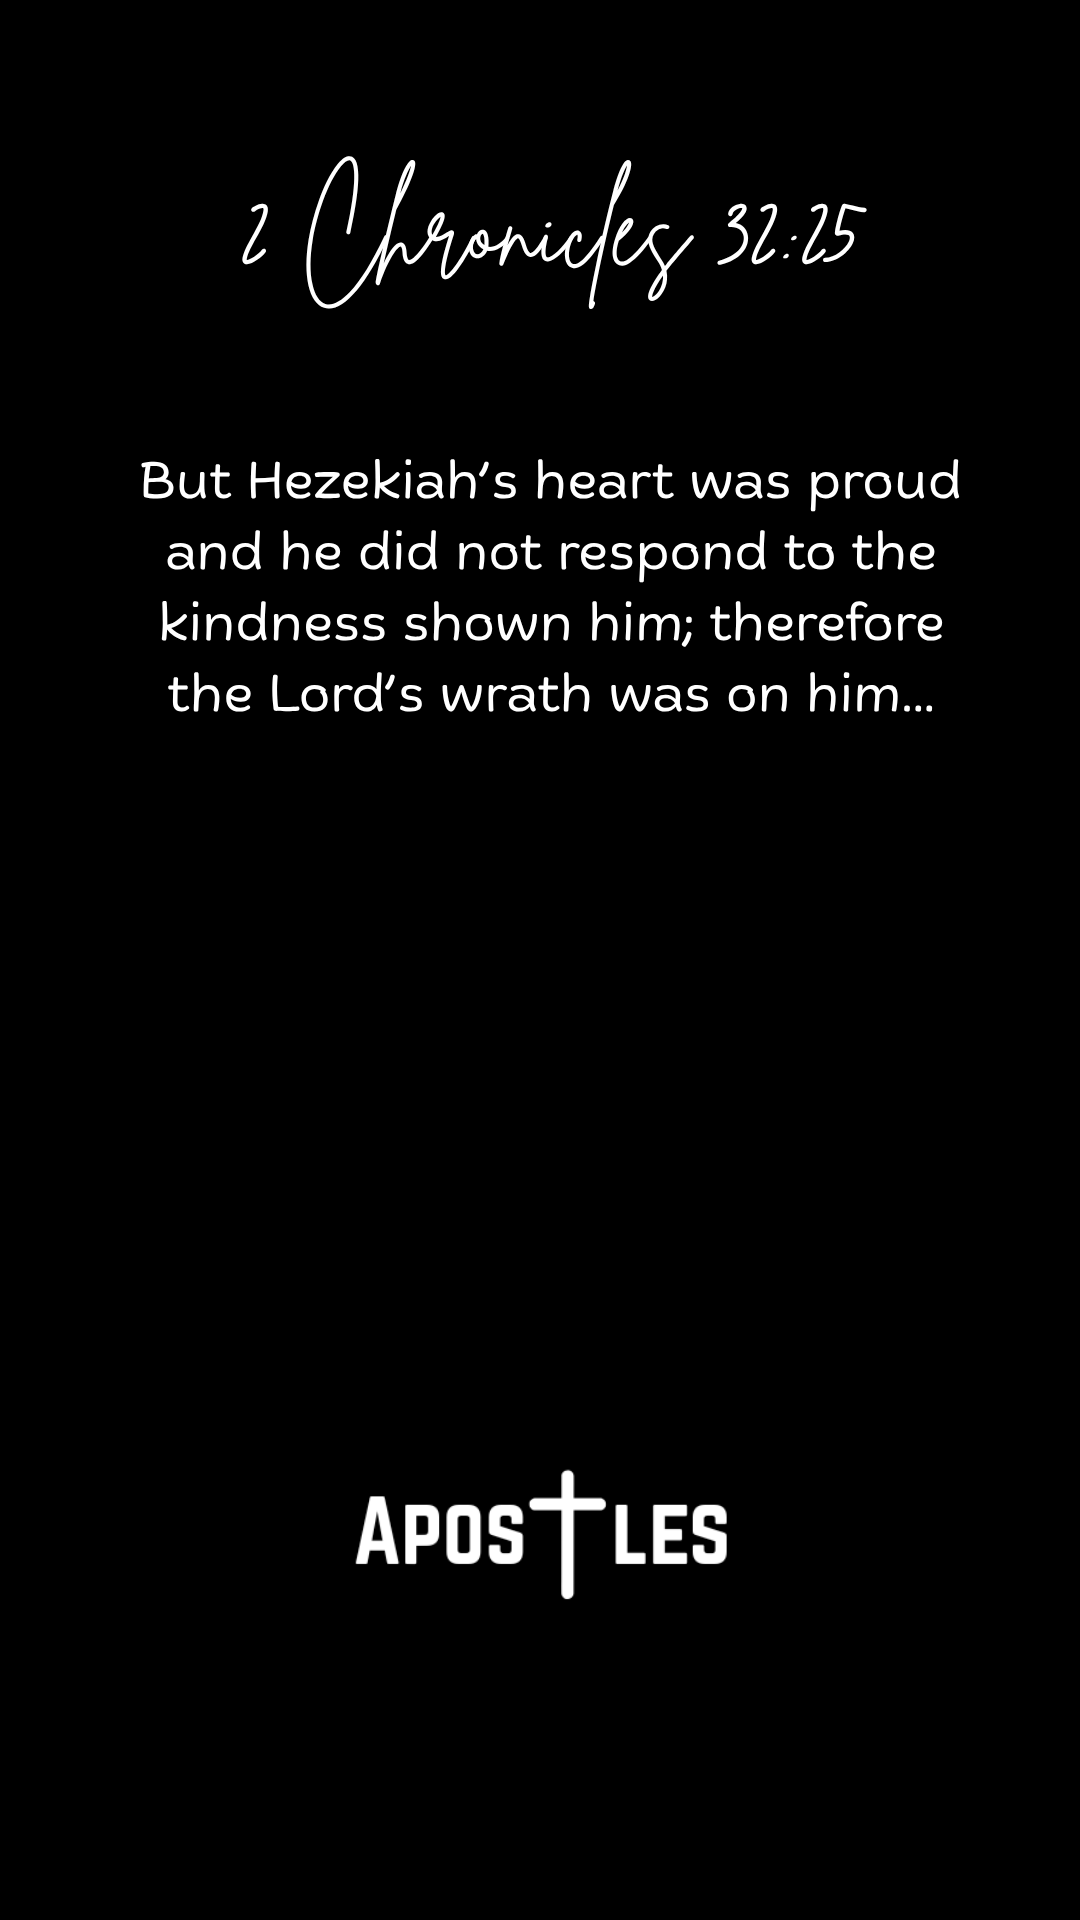 2 Chronicles 32:25
But Hezekiah's heart was proud
and he did not respond to the
kindness shown him; therefore
the Lord's wrath was on him...
APOSTLES